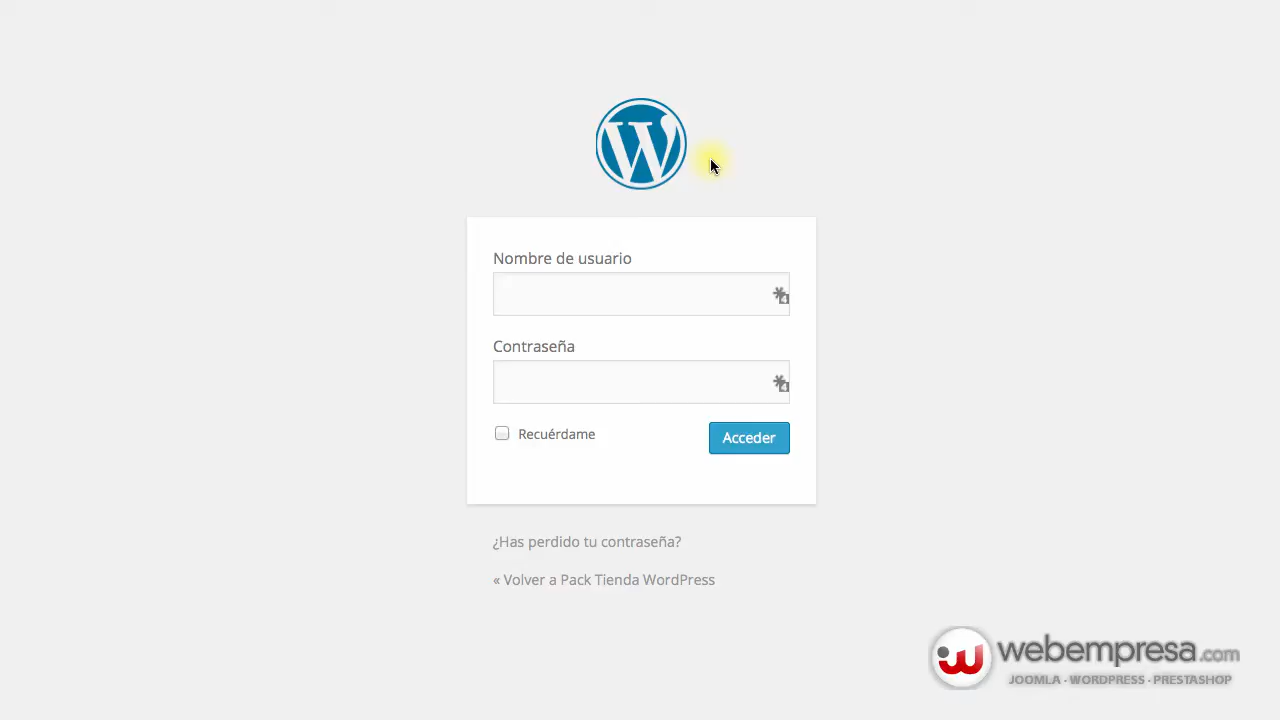 Nombre de usuario
Contraseña
Recuérdame
Acceder
¿Has perdido tu contraseña?
« Volver a Pack Tienda WordPress
webempresa.com
JOOMLA · WORDPRESS · PRESTASHOP